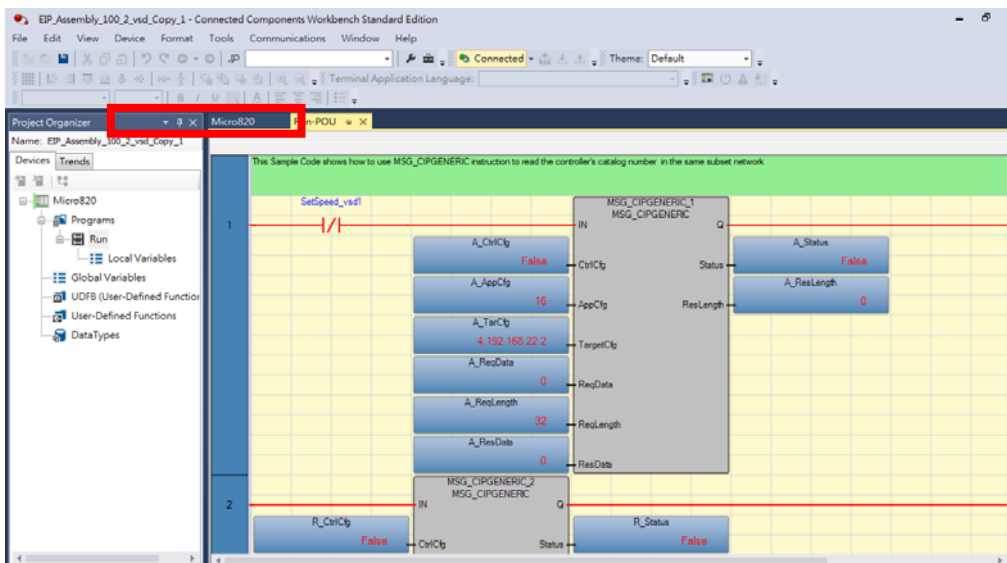 EIP_Assembly_100_2_vsd_Copy_1 - Connected Components Workbench Standard Edition
File Edit View Device Format Tools Communications Window Help
Connected Theme: Default
Terminal Application Language:
Project Organizer
Micro820
n-POU
Name: EIP_Assembly_100_2_vsd_Copy_1
Devices Trends
Micro820
Programs
Run
Local Variables
Global Variables
UDFB (User-Defined Function
User-Defined Functions
DataTypes
This Sample Code shows how to use MSG_CIPGENERIC instruction to read the controller's catalog number in the same subset network
1
SetSpeed_vsd1
MSG_CIPGENERIC_1
MSG_CIPGENERIC
IN Q
A_CtrlCfg
False
CtrlCfg
Status
A_Status
False
A_AppCfg
16
AppCfg
ResLength
A_ResLength
0
A_TarCfg
4,192.168.22.2
TargetCfg
A_ReqData
0
ReqData
A_ReqLength
32
ReqLength
A_ResData
0
ResData
2
MSG_CIPGENERIC_2
MSG_CIPGENERIC
IN Q
R_CtrlCfg
False
CtrlCfg
Status
R_Status
False